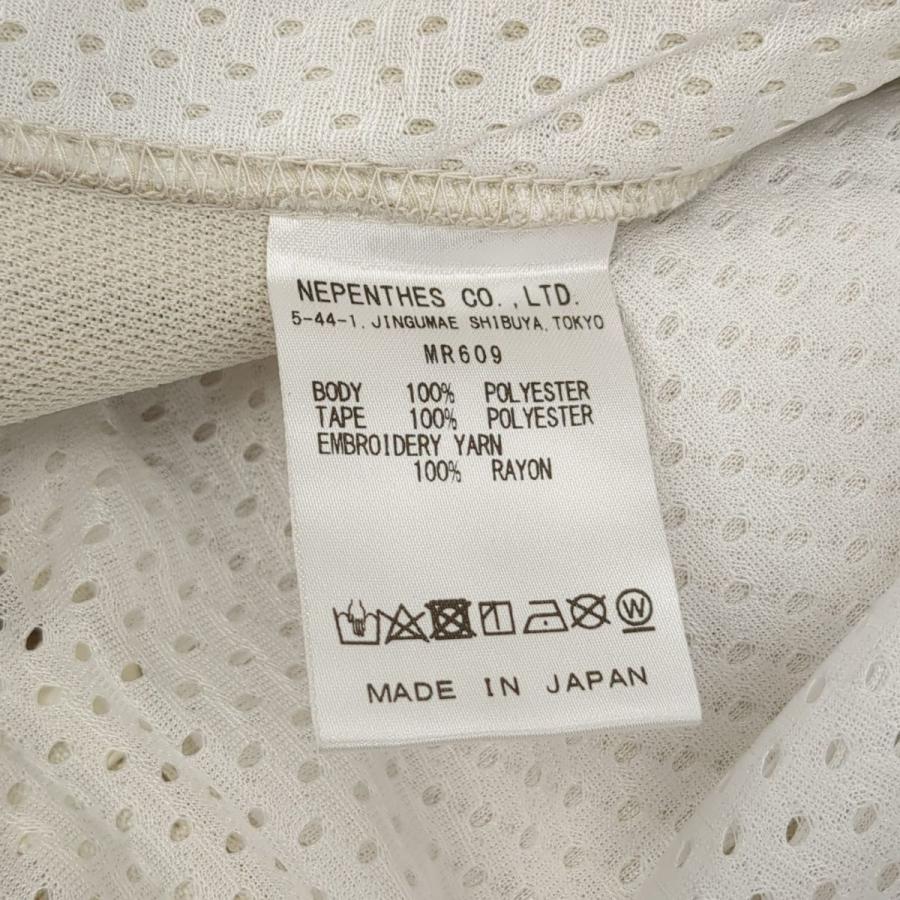 NEPENTHES CO.,LTD.
5-44-1, JINGUMAE SHIBUYA, TOKYO
MR609
BODY 100% POLYESTER
TAPE 100% POLYESTER
EMBROIDERY YARN
100% RAYON
W
MADE IN JAPAN